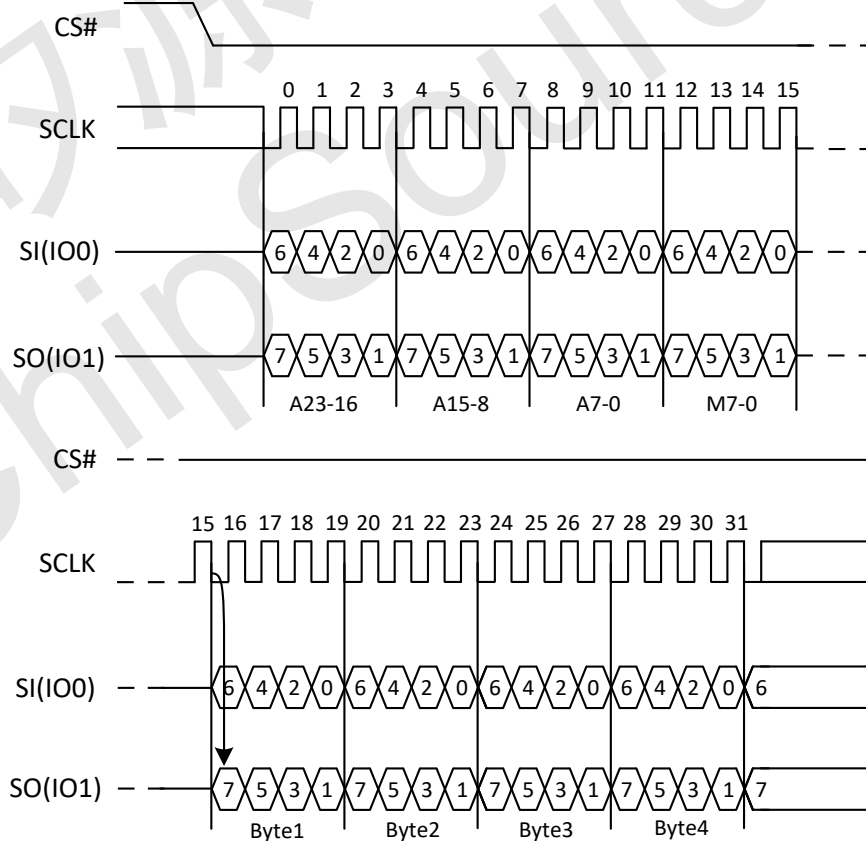 CS#
0 1 2 3 4 5 6 7 8 9 10 11 12 13 14 15
SCLK
SI(IO0) 6 4 2 0 6 4 2 0 6 4 2 0 6 4 2 0
SO(IO1) 7 5 3 1 7 5 3 1 7 5 3 1 7 5 3 1
A23-16 A15-8 A7-0 M7-0
CS#
15 16 17 18 19 20 21 22 23 24 25 26 27 28 29 30 31
SCLK
SI(IO0) 6 4 2 0 6 4 2 0 6 4 2 0 6 4 2 0 6
SO(IO1) 7 5 3 1 7 5 3 1 7 5 3 1 7 5 3 1 7
Byte1 Byte2 Byte3 Byte4